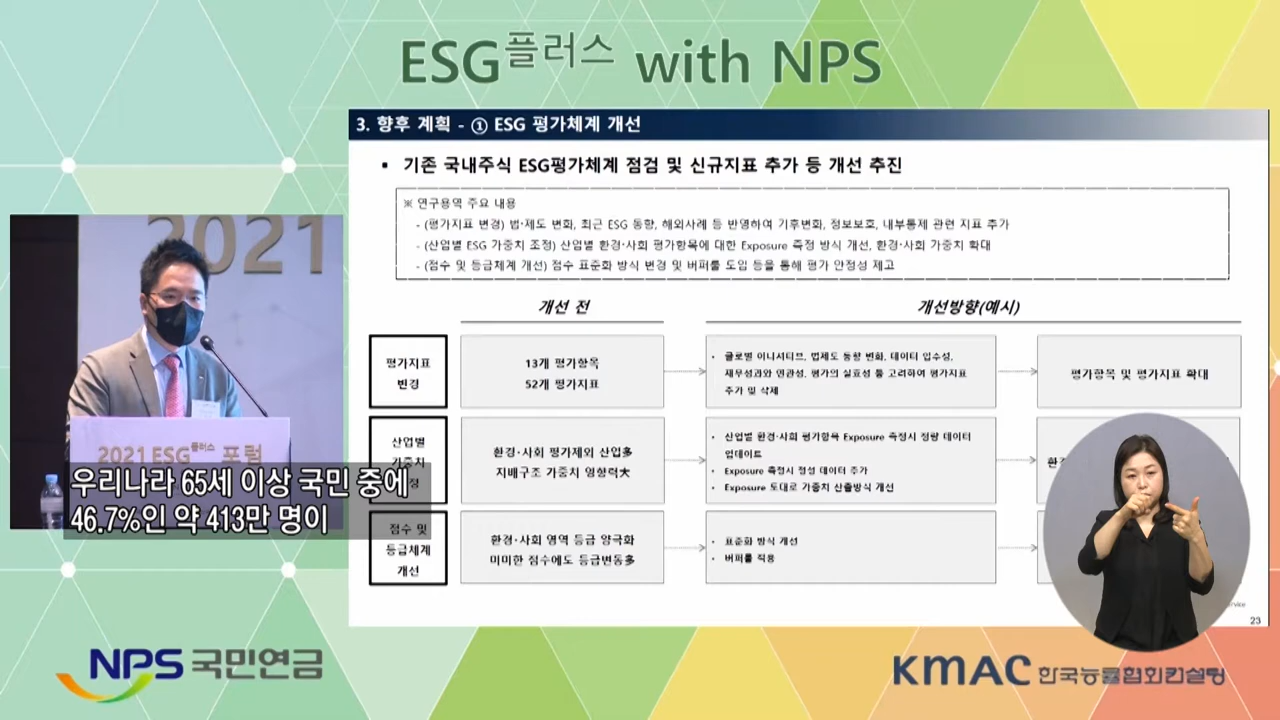 ESG플러스 with NPS
3. 향후 계획 - ① ESG 평가체계 개선
▪ 기존 국내주식 ESG평가체계 점검 및 신규지표 추가 등 개선 추진
※ 연구용역 주요 내용
- (평가지표 변경) 법·제도 변화, 최근 ESG 동향, 해외사례 등 반영하여 기후변화, 정보보호, 내부통제 관련 지표 추가
- (산업별 ESG 가중치 조정) 산업별 환경·사회 평가항목에 대한 Exposure 측정 방식 개선, 환경·사회 가중치 확대
- (점수 및 등급체계 개선) 점수 표준화 방식 변경 및 버퍼룰 도입 등을 통해 평가 안정성 제고
개선 전
개선방향(예시)
평가지표
변경
13개 평가항목
52개 평가지표
• 글로벌 이니셔티브, 법제도 동향 변화, 데이터 입수성,
재무성과와 연관성, 평가의 실효성 등 고려하여 평가지표
추가 및 삭제
평가항목 및 평가지표 확대
산업별
가중치
환경·사회 평가제외 산업多
지배구조 가중치 영향력大
• 산업별 환경·사회 평가항목 Exposure 측정시 정량 데이터
업데이트
• Exposure 측정시 정성 데이터 추가
• Exposure 토대로 가중치 산출방식 개선
점수 및
등급체계
개선
환경·사회 영역 등급 양극화
미미한 점수에도 등급변동多
• 표준화 방식 개선
• 버퍼룰 적용
23
2021
2021 ESG플러스 포럼
우리나라 65세 이상 국민 중에
46.7%인 약 413만 명이
NPS 국민연금
KMAC 한국능률협회컨설팅